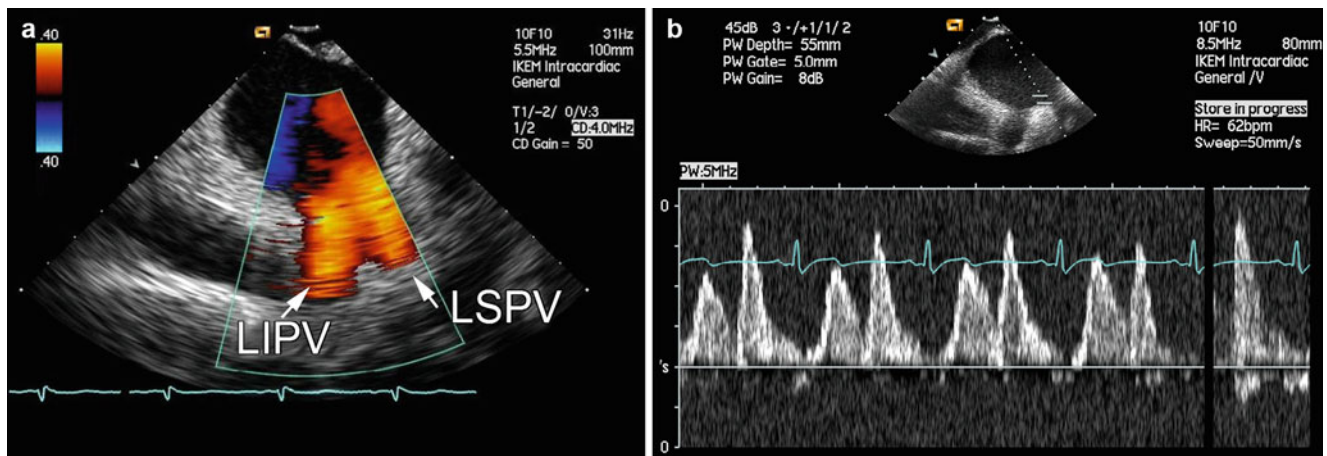 a
10F10 31Hz
5.5MHz 100mm
IKEM Intracardiac
General
T1/-2/ 0/V:3
1/2 CD:4.0MHz
CD Gain = 50
.40
.40
LIPV
LSPV
b
45dB 3 -/+1/1/2
PW Depth= 55mm
PW Gate= 5.0mm
PW Gain= 8dB
10F10
8.5MHz 80mm
IKEM Intracardiac
General /V
Store in progress
HR= 62bpm
Sweep=50mm/s
PW:5MHz
0
's
0